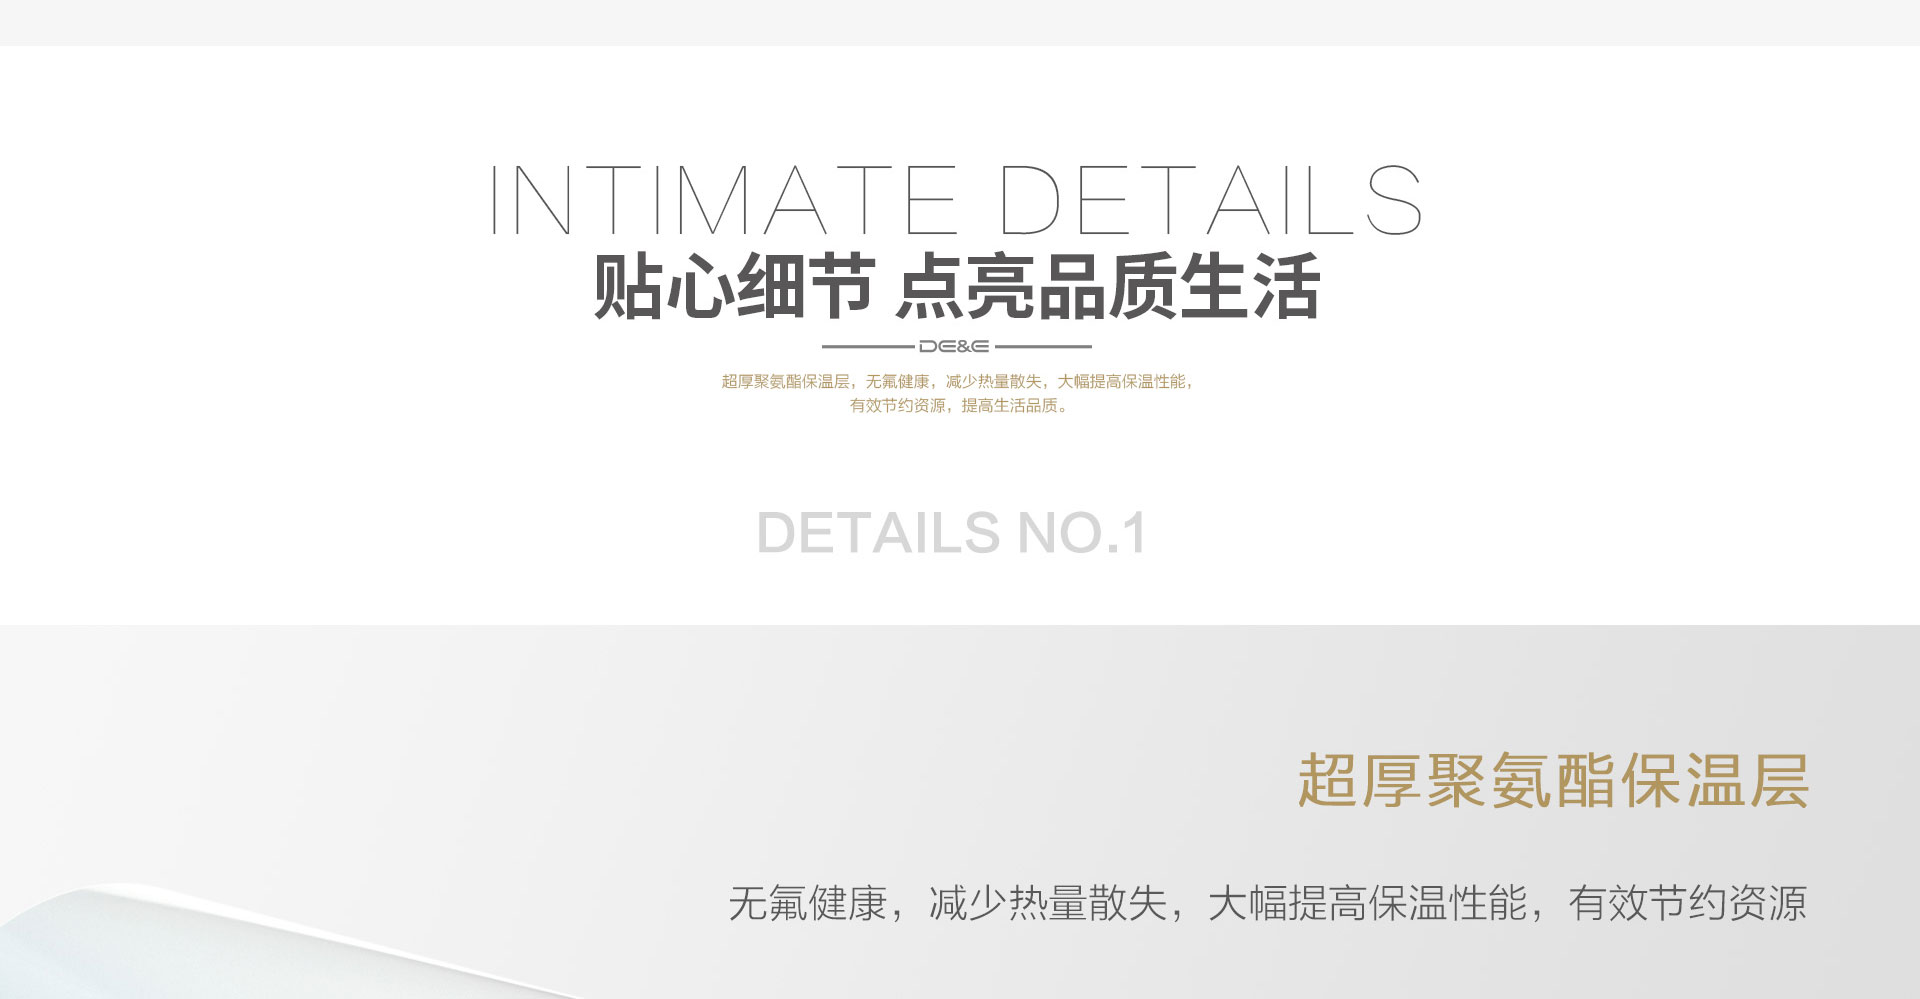 INTIMATE DETAILS
贴心细节 点亮品质生活
DE&E
超厚聚氨酯保温层，无氟健康，减少热量散失，大幅提高保温性能，
有效节约资源，提高生活品质。
DETAILS NO.1
超厚聚氨酯保温层
无氟健康，减少热量散失，大幅提高保温性能，有效节约资源